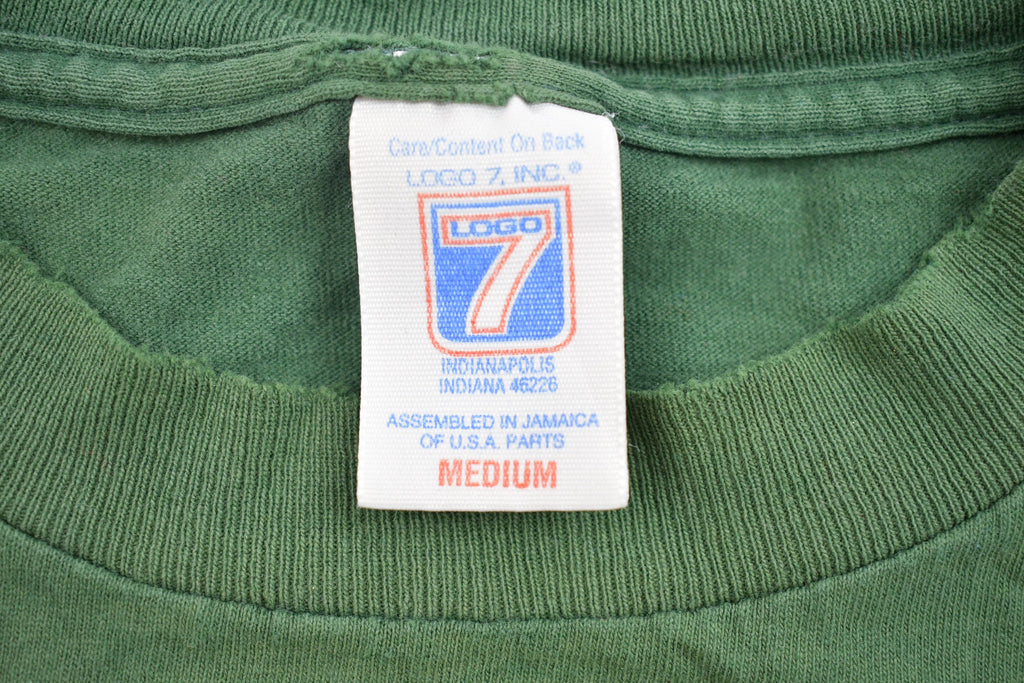 Care/Content On Back
LOGO 7, INC.®
LOGO
7
INDIANAPOLIS
INDIANA 46226
ASSEMBLED IN JAMAICA
OF U.S.A. PARTS
MEDIUM